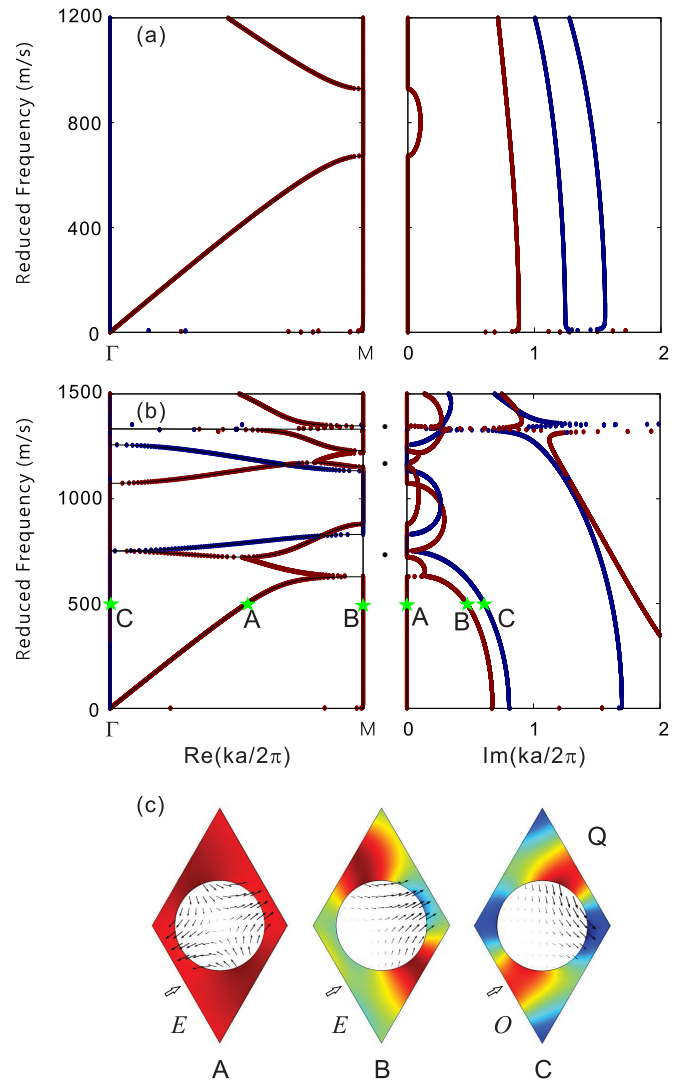 1200
(a)
800
400
0
Reduced Frequency (m/s)
Γ
M
0
1
2
1500
(b)
1000
500
0
Reduced Frequency (m/s)
C
A
B
A
B
C
Γ
M
0
1
2
Re(ka/2π)
Im(ka/2π)
(c)
Q
E
E
O
A
B
C